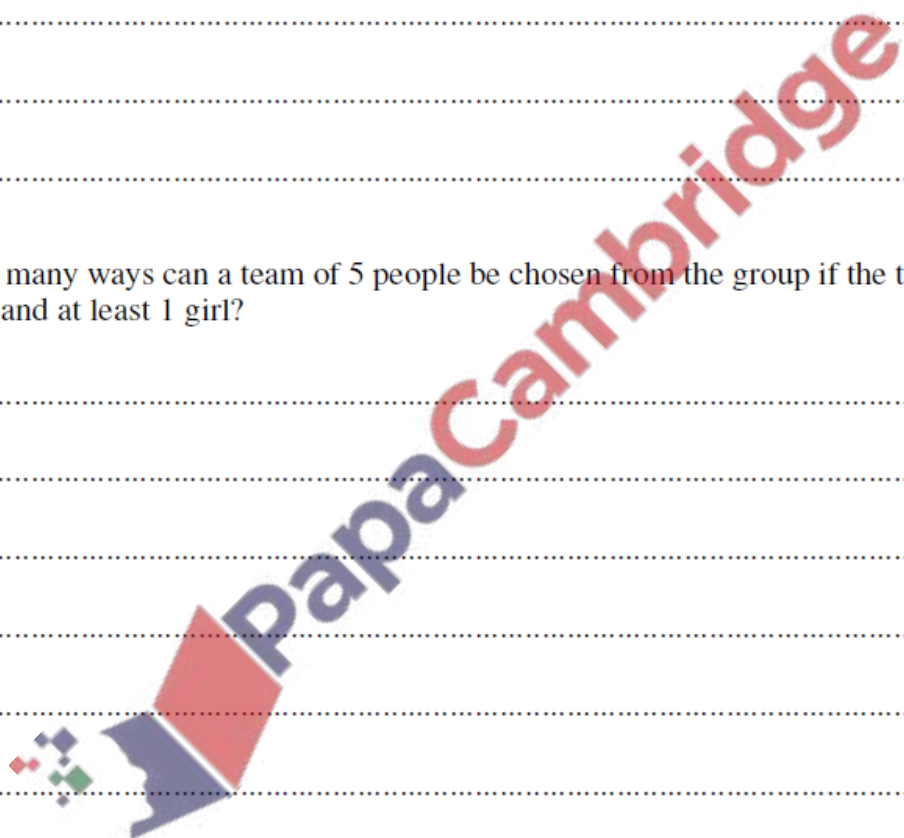 many ways can a team of 5 people be chosen from the group if the t
and at least 1 girl?
PapaCambridge